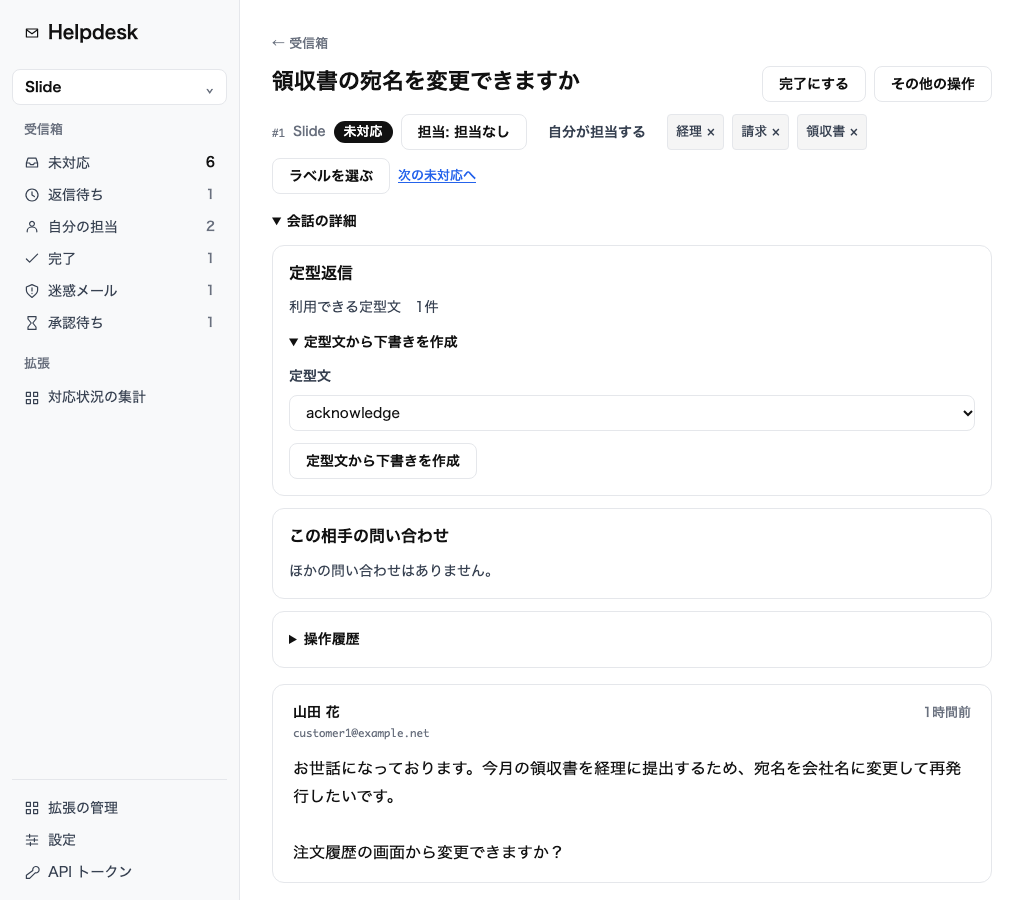 Helpdesk
Slide
受信箱
未対応 6
返信待ち 1
自分の担当 2
完了 1
迷惑メール 1
承認待ち 1
拡張
対応状況の集計
拡張の管理
設定
API トークン
← 受信箱
領収書の宛名を変更できますか
完了にする
その他の操作
#1 Slide 未対応 担当: 担当なし 自分が担当する 経理 × 請求 × 領収書 ×
ラベルを選ぶ 次の未対応へ
▼ 会話の詳細
定型返信
利用できる定型文 1件
▼ 定型文から下書きを作成
定型文
acknowledge
定型文から下書きを作成
この相手の問い合わせ
ほかの問い合わせはありません。
▶ 操作履歴
山田 花 1時間前
customer1@example.net
お世話になっております。今月の領収書を経理に提出するため、宛名を会社名に変更して再発
行したいです。
注文履歴の画面から変更できますか？